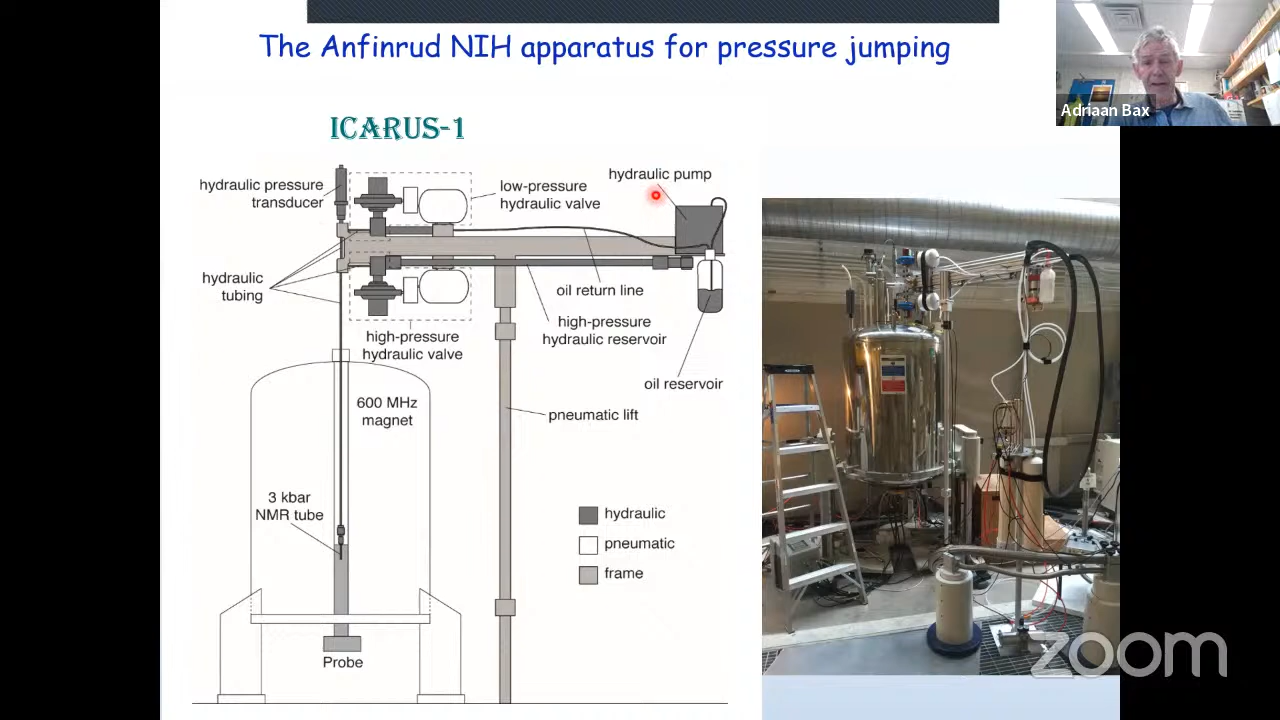 The Anfinrud NIH apparatus for pressure jumping
Adriaan Bax
ICARUS-1
hydraulic pressure
transducer
low-pressure
hydraulic valve
hydraulic pump
hydraulic
tubing
oil return line
high-pressure
hydraulic reservoir
high-pressure
hydraulic valve
oil reservoir
600 MHz
magnet
pneumatic lift
3 kbar
NMR tube
hydraulic
pneumatic
frame
Probe
zoom